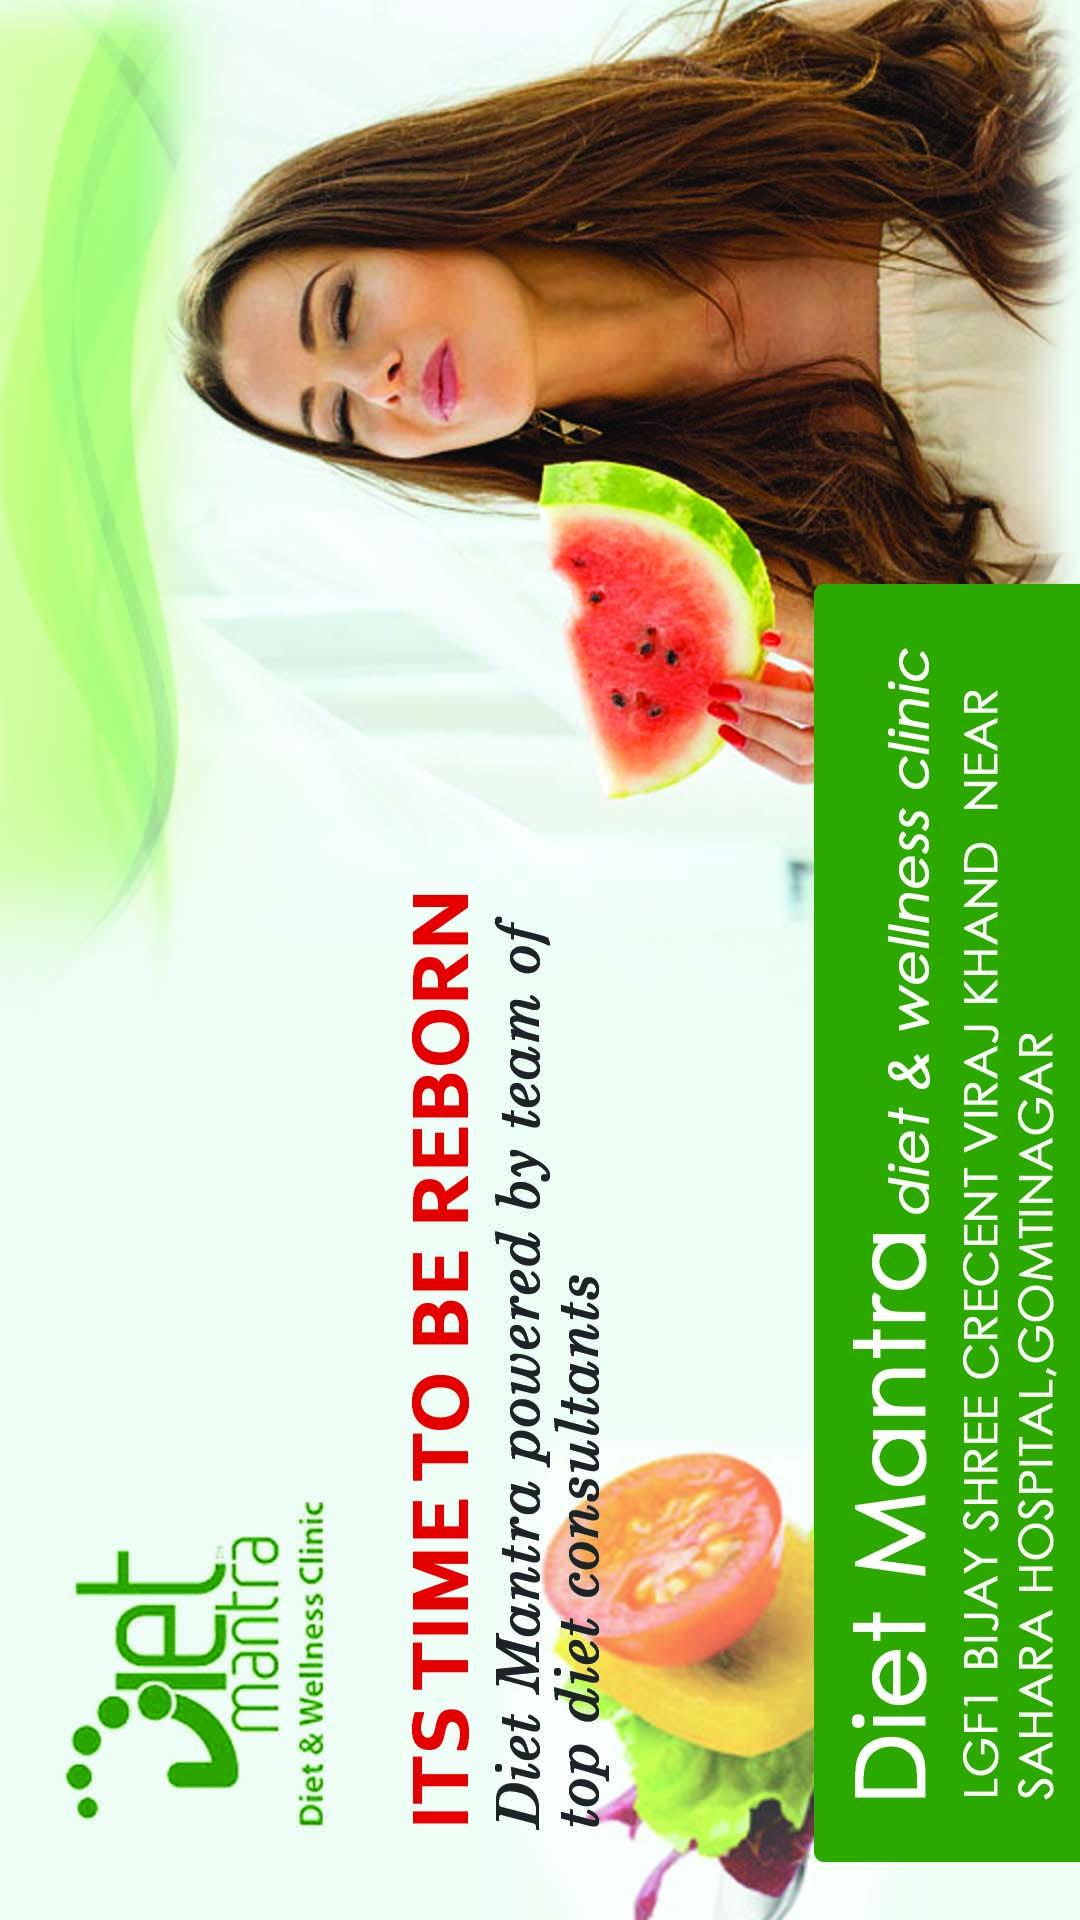 Diet
mantra
Diet & Wellness Clinic
ITS TIME TO BE REBORN
Diet Mantra powered by team of
top diet consultants
Diet Mantra diet & wellness clinic
LGF1 BIJAY SHREE CRECENT VIRAJ KHAND NEAR
SAHARA HOSPITAL,GOMTINAGAR